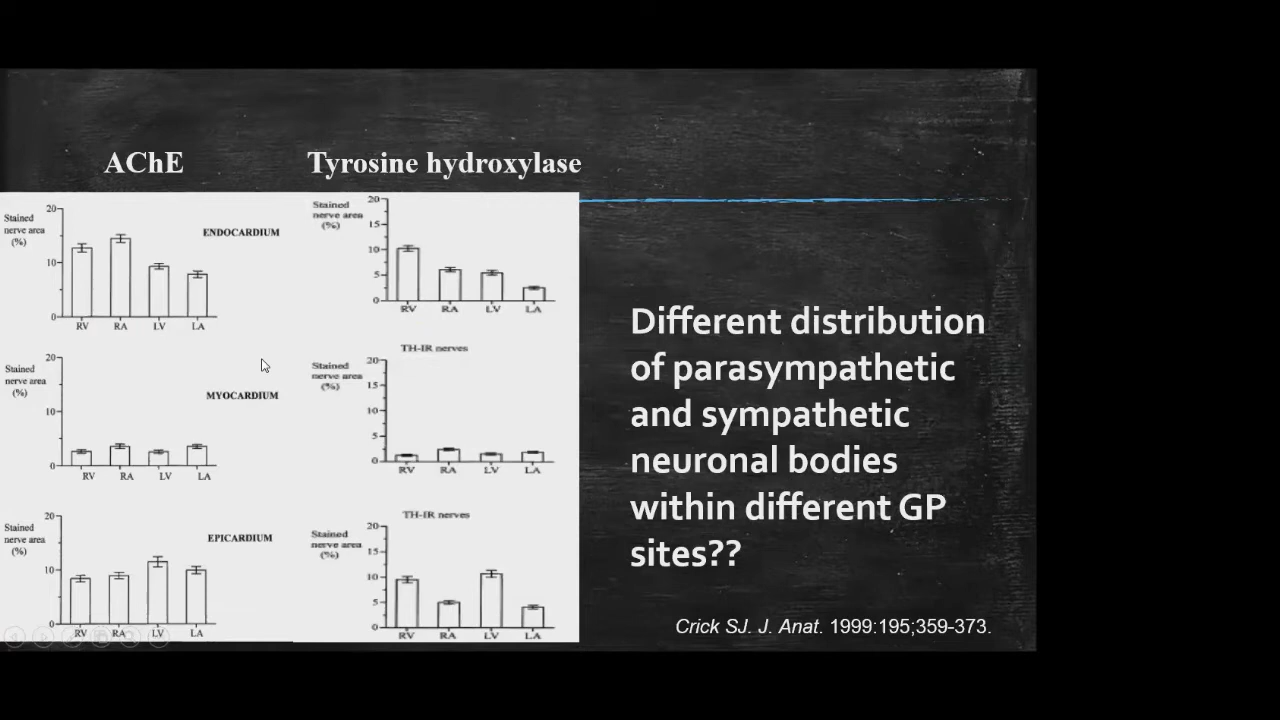 AChE
Tyrosine hydroxylase
Stained
nerve area
(%)
20
10
0
ENDOCARDIUM
RV RA LV LA
Stained
nerve area
(%)
20
15
10
5
0
RV RA LV LA
Stained
nerve area
(%)
20
10
0
MYOCARDIUM
RV RA LV LA
TH-IR nerves
Stained
nerve area
(%)
20
15
10
5
0
RV RA LV LA
Stained
nerve area
(%)
20
10
0
EPICARDIUM
RV RA LV LA
TH-IR nerves
Stained
nerve area
(%)
20
15
10
5
0
RV RA LV LA
Different distribution
of parasympathetic
and sympathetic
neuronal bodies
within different GP
sites??
Crick SJ. J. Anat. 1999:195;359-373.